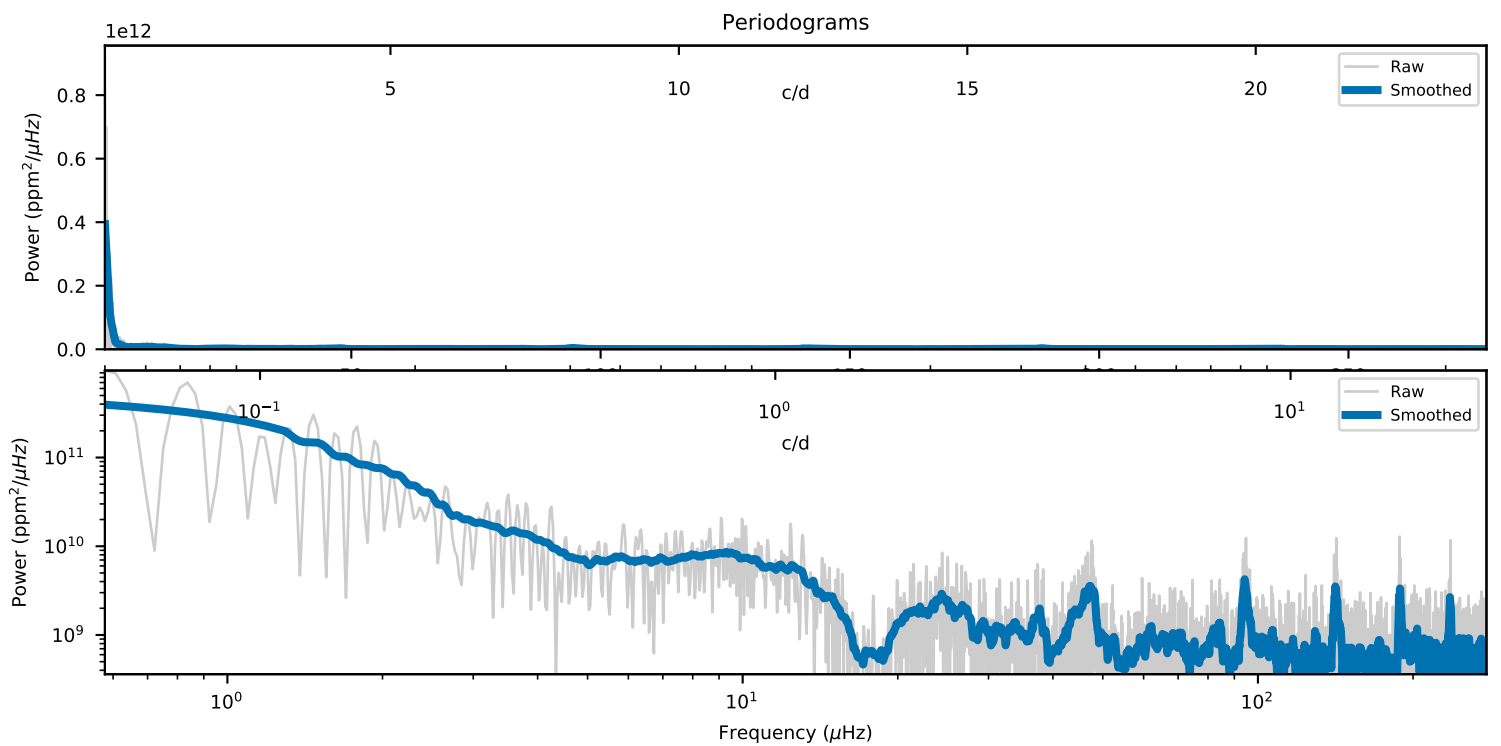 Periodograms
1e12
5 10 15 20
c/d
Raw
Smoothed
0.8
0.6
0.4
0.2
0.0
Power (ppm²/μHz)
10⁻¹ 10⁰ 10¹
c/d
Raw
Smoothed
10¹¹
10¹⁰
10⁹
Power (ppm²/μHz)
10⁰ 10¹ 10²
Frequency (μHz)